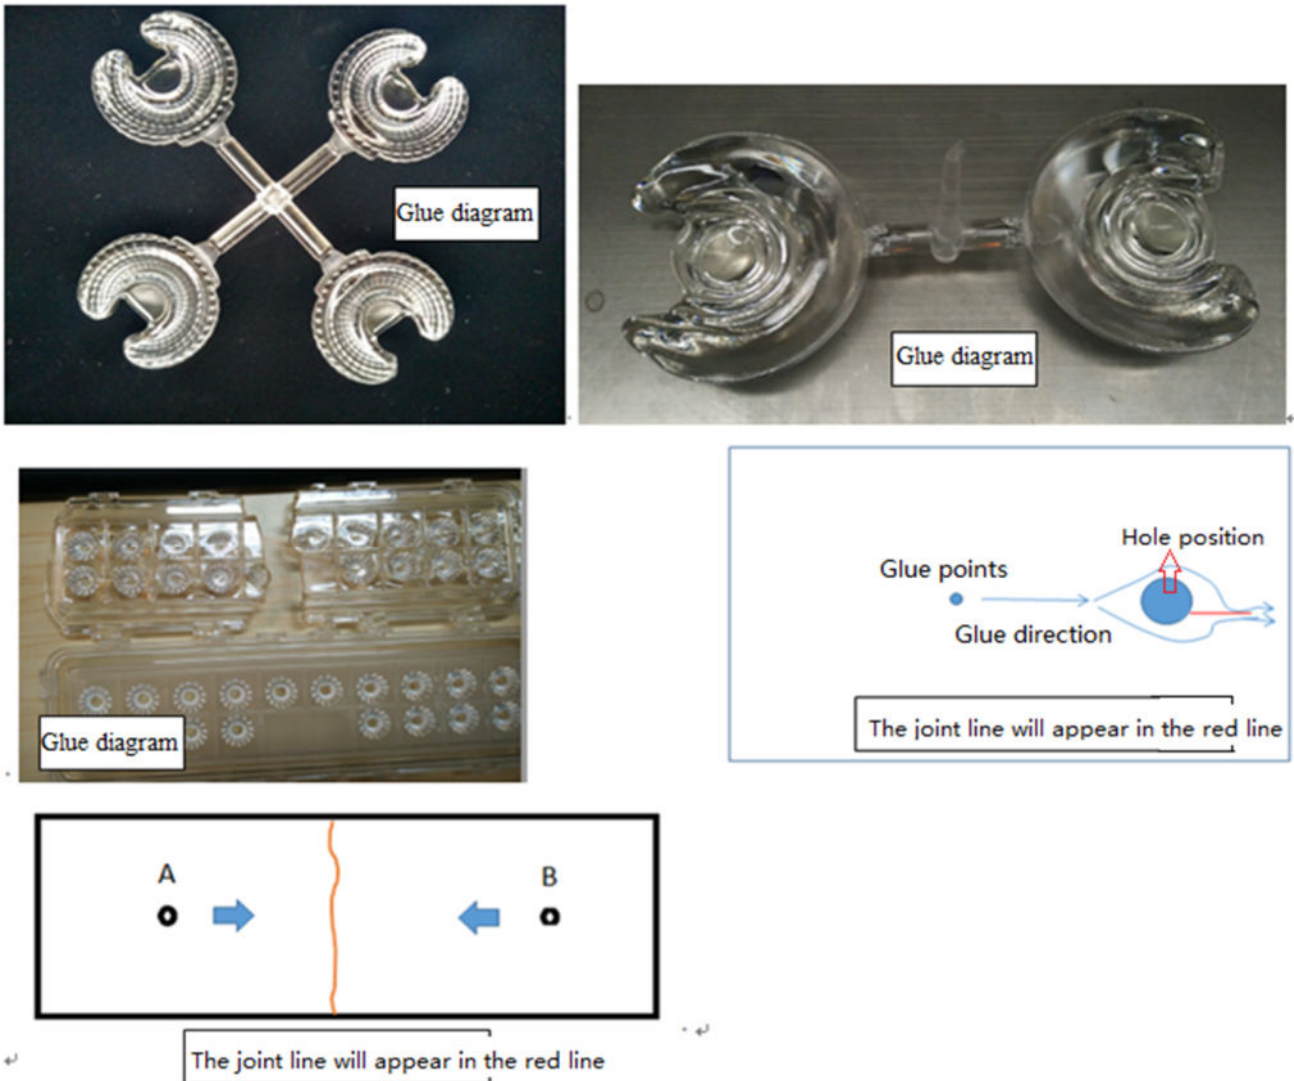 Glue diagram
Glue diagram
Glue diagram
Hole position
Glue points
Glue direction
The joint line will appear in the red line
A
B
The joint line will appear in the red line